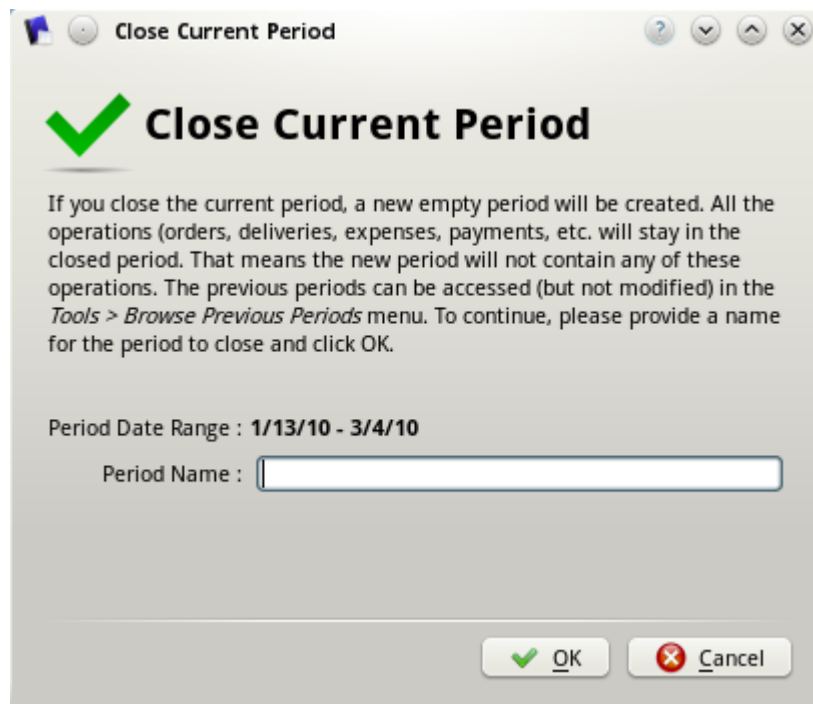 Close Current Period
Close Current Period
If you close the current period, a new empty period will be created. All the
operations (orders, deliveries, expenses, payments, etc. will stay in the
closed period. That means the new period will not contain any of these
operations. The previous periods can be accessed (but not modified) in the
Tools > Browse Previous Periods menu. To continue, please provide a name
for the period to close and click OK.
Period Date Range : 1/13/10 - 3/4/10
Period Name :
OK Cancel